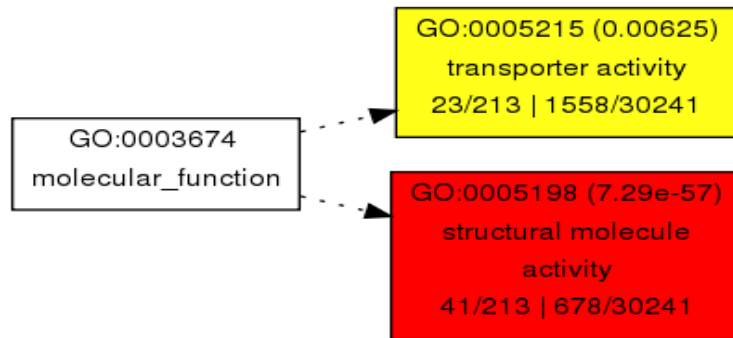 GO:0003674
molecular_function
GO:0005215 (0.00625)
transporter activity
23/213 | 1558/30241
GO:0005198 (7.29e-57)
structural molecule
activity
41/213 | 678/30241